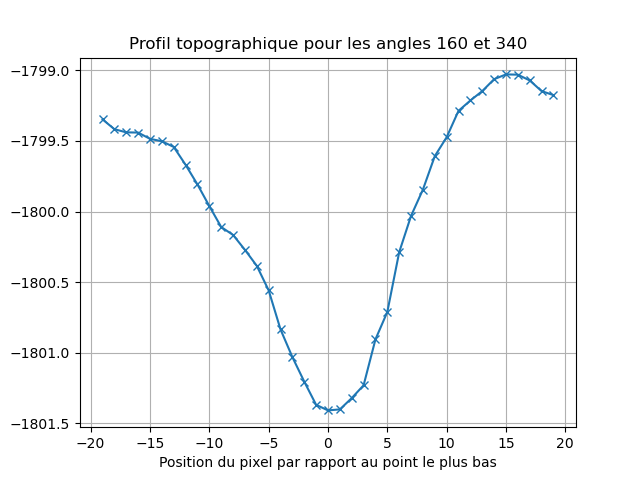 Profil topographique pour les angles 160 et 340
−1799.0
−1799.5
−1800.0
−1800.5
−1801.0
−1801.5
−20 −15 −10 −5 0 5 10 15 20
Position du pixel par rapport au point le plus bas